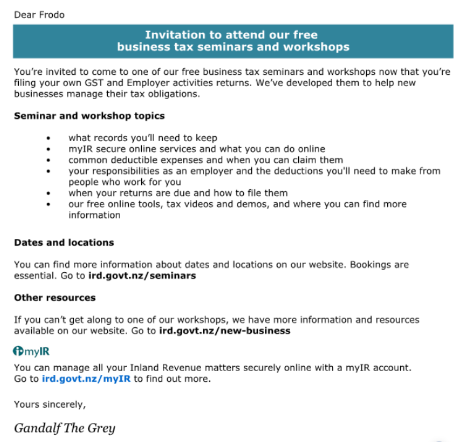 Dear Frodo
Invitation to attend our free
business tax seminars and workshops
You're invited to come to one of our free business tax seminars and workshops now that you're
filing your own GST and Employer activities returns. We've developed them to help new
businesses manage their tax obligations.
Seminar and workshop topics
• what records you'll need to keep
• myIR secure online services and what you can do online
• common deductible expenses and when you can claim them
• your responsibilities as an employer and the deductions you'll need to make from
people who work for you
• when your returns are due and how to file them
• our free online tools, tax videos and demos, and where you can find more
information
Dates and locations
You can find more information about dates and locations on our website. Bookings are
essential. Go to ird.govt.nz/seminars
Other resources
If you can't get along to one of our workshops, we have more information and resources
available on our website. Go to ird.govt.nz/new-business
myIR
You can manage all your Inland Revenue matters securely online with a myIR account.
Go to ird.govt.nz/myIR to find out more.
Yours sincerely,
Gandalf The Grey